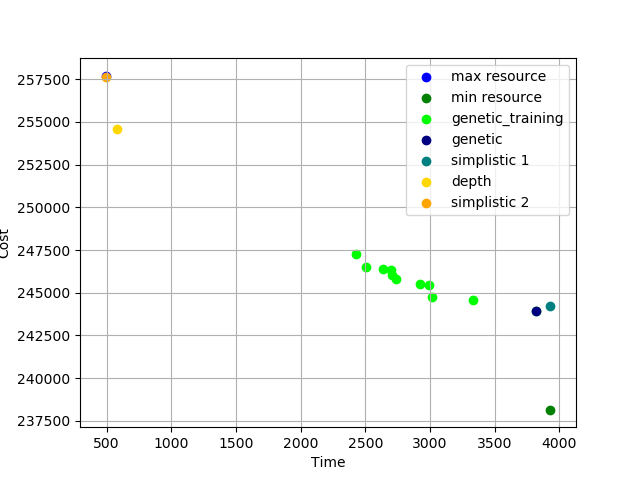 257500
255000
252500
250000
247500
245000
242500
240000
237500
Cost
500 1000 1500 2000 2500 3000 3500 4000
Time
max resource
min resource
genetic_training
genetic
simplistic 1
depth
simplistic 2